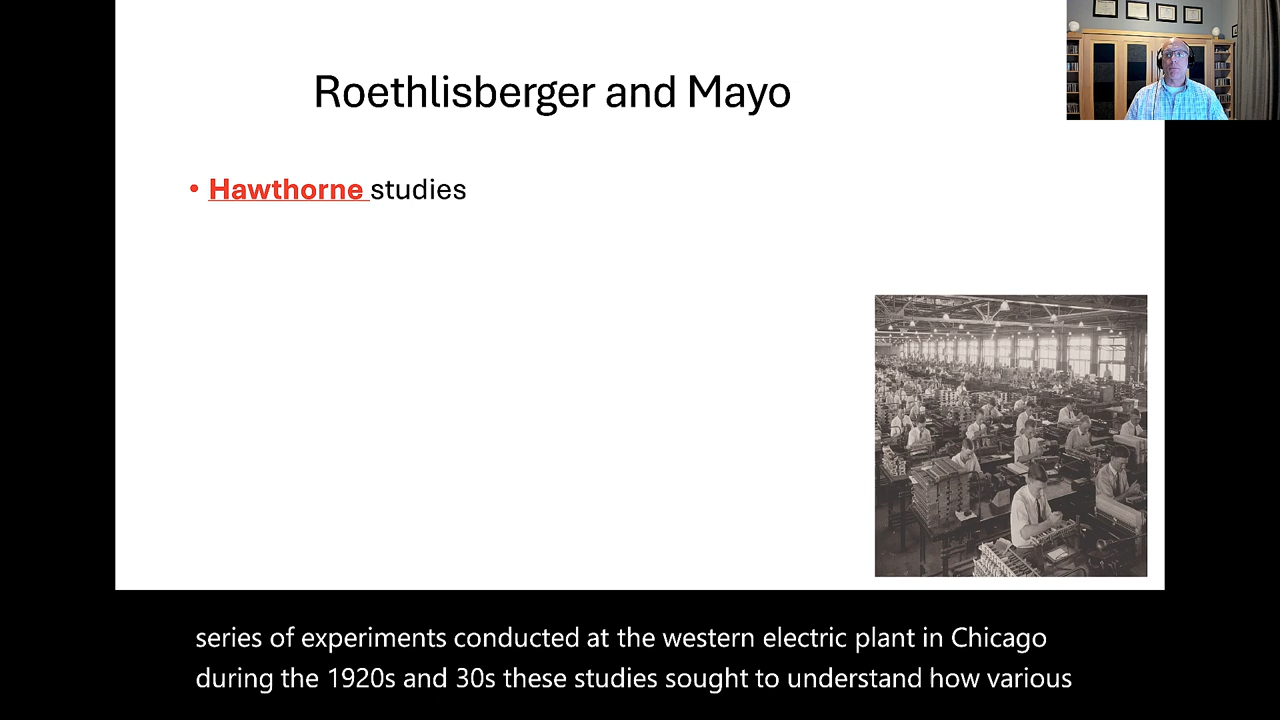 Roethlisberger and Mayo
• Hawthorne studies
series of experiments conducted at the western electric plant in Chicago
during the 1920s and 30s these studies sought to understand how various